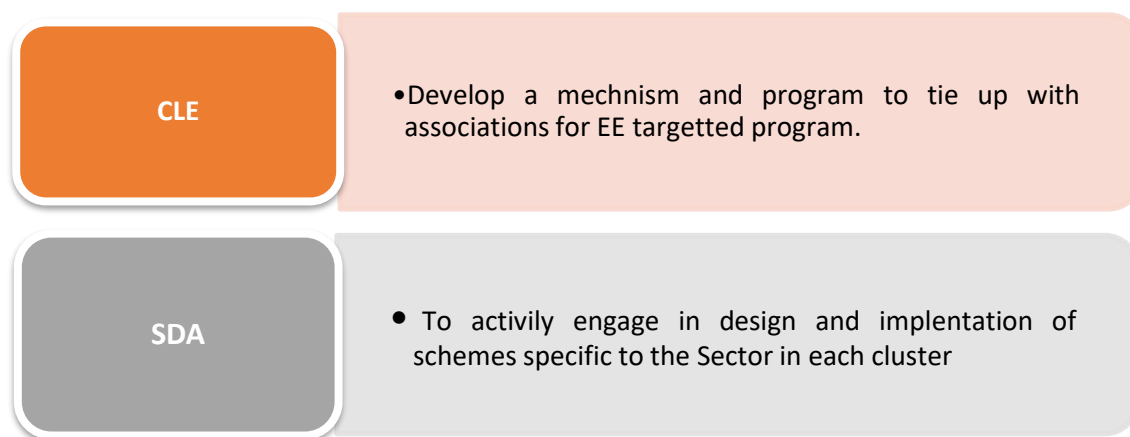 CLE
•Develop a mechnism and program to tie up with
associations for EE targetted program.
SDA
• To activily engage in design and implentation of
schemes specific to the Sector in each cluster